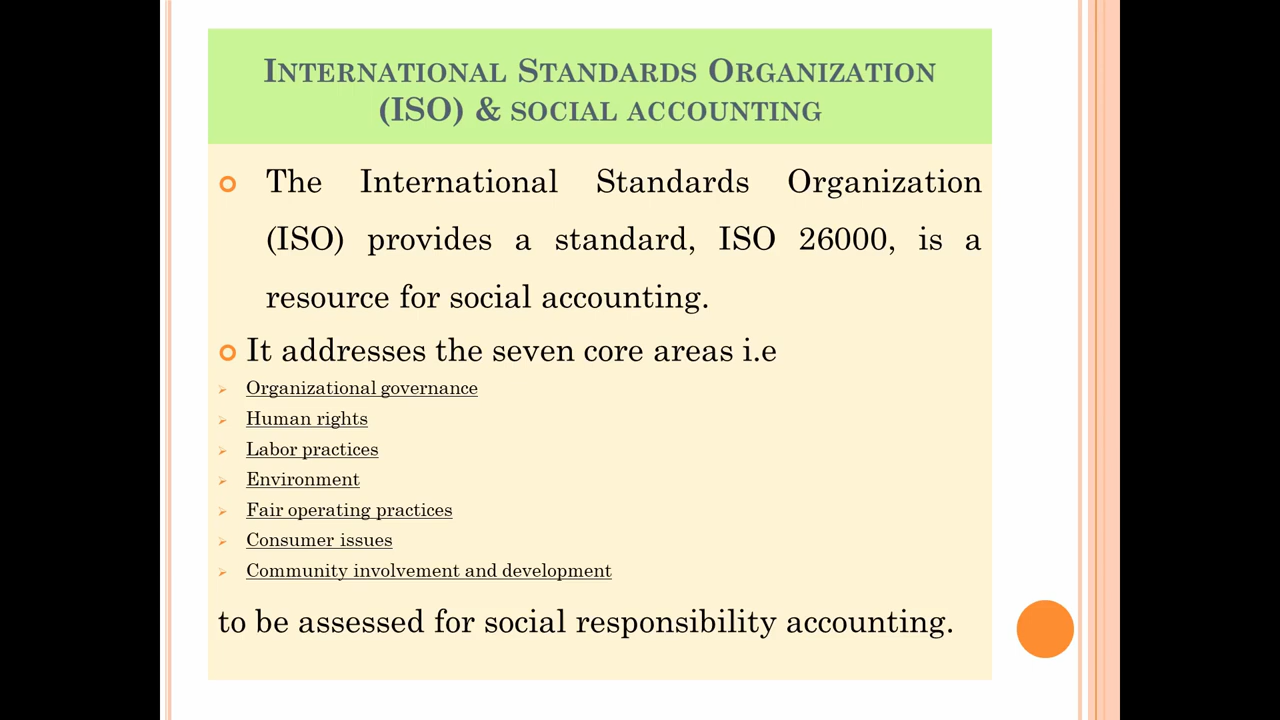 INTERNATIONAL STANDARDS ORGANIZATION
(ISO) & SOCIAL ACCOUNTING
The International Standards Organization
(ISO) provides a standard, ISO 26000, is a
resource for social accounting.
It addresses the seven core areas i.e
Organizational governance
Human rights
Labor practices
Environment
Fair operating practices
Consumer issues
Community involvement and development
to be assessed for social responsibility accounting.